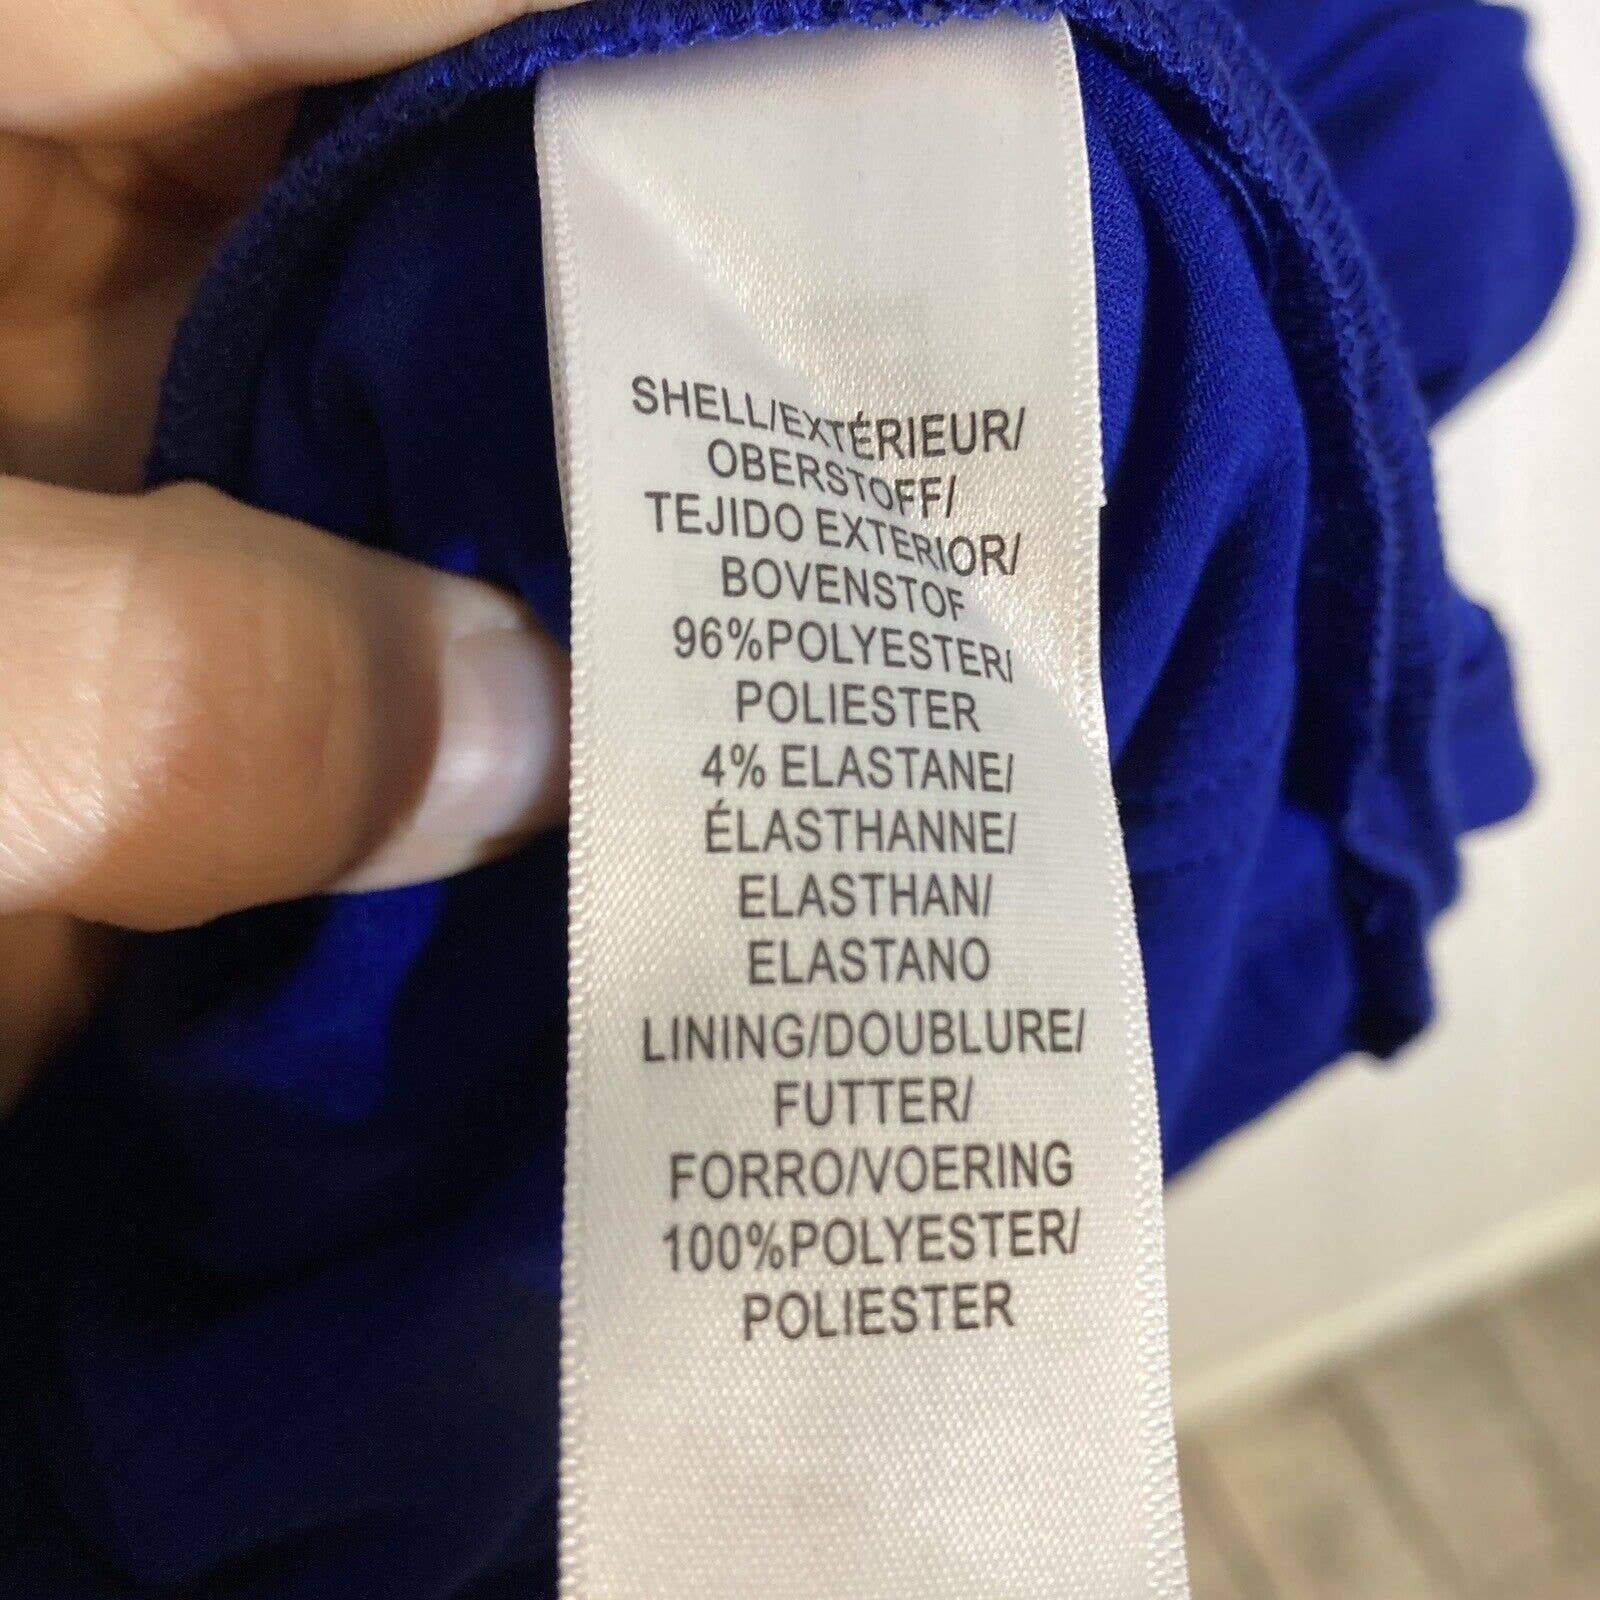 SHELL/EXTÉRIEUR/
OBERSTOFF/
TEJIDO EXTERIOR/
BOVENSTOF
96%POLYESTER/
POLIESTER
4% ELASTANE/
ÉLASTHANNE/
ELASTHAN/
ELASTANO
LINING/DOUBLURE/
FUTTER/
FORRO/VOERING
100%POLYESTER/
POLIESTER